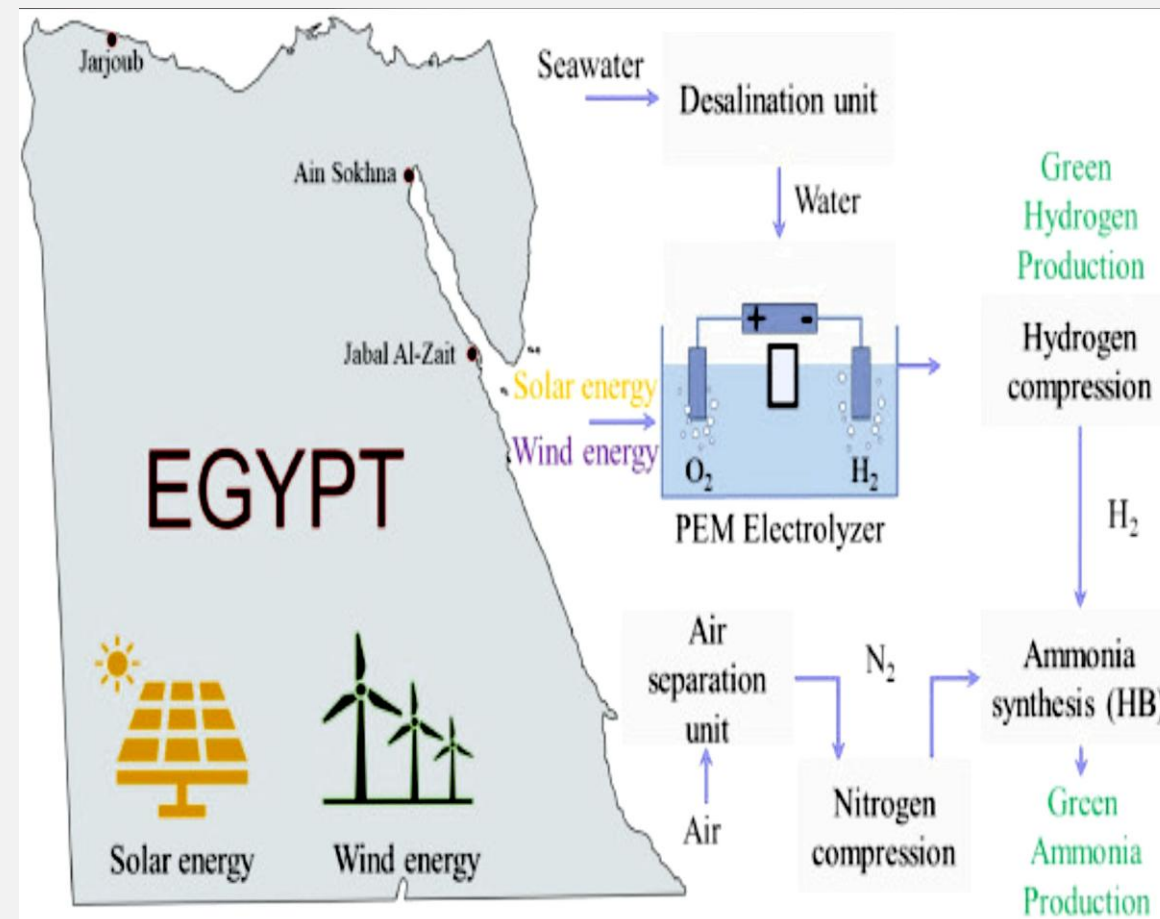 Jarjoub
Ain Sokhna
Jabal Al-Zait
EGYPT
Solar energy
Wind energy
Seawater
Desalination unit
Water
Solar energy
Wind energy
+ -
O₂
H₂
PEM Electrolyzer
Green
Hydrogen
Production
Hydrogen
compression
H₂
Air
separation
unit
Air
N₂
Nitrogen
compression
Ammonia
synthesis (HB)
Green
Ammonia
Production